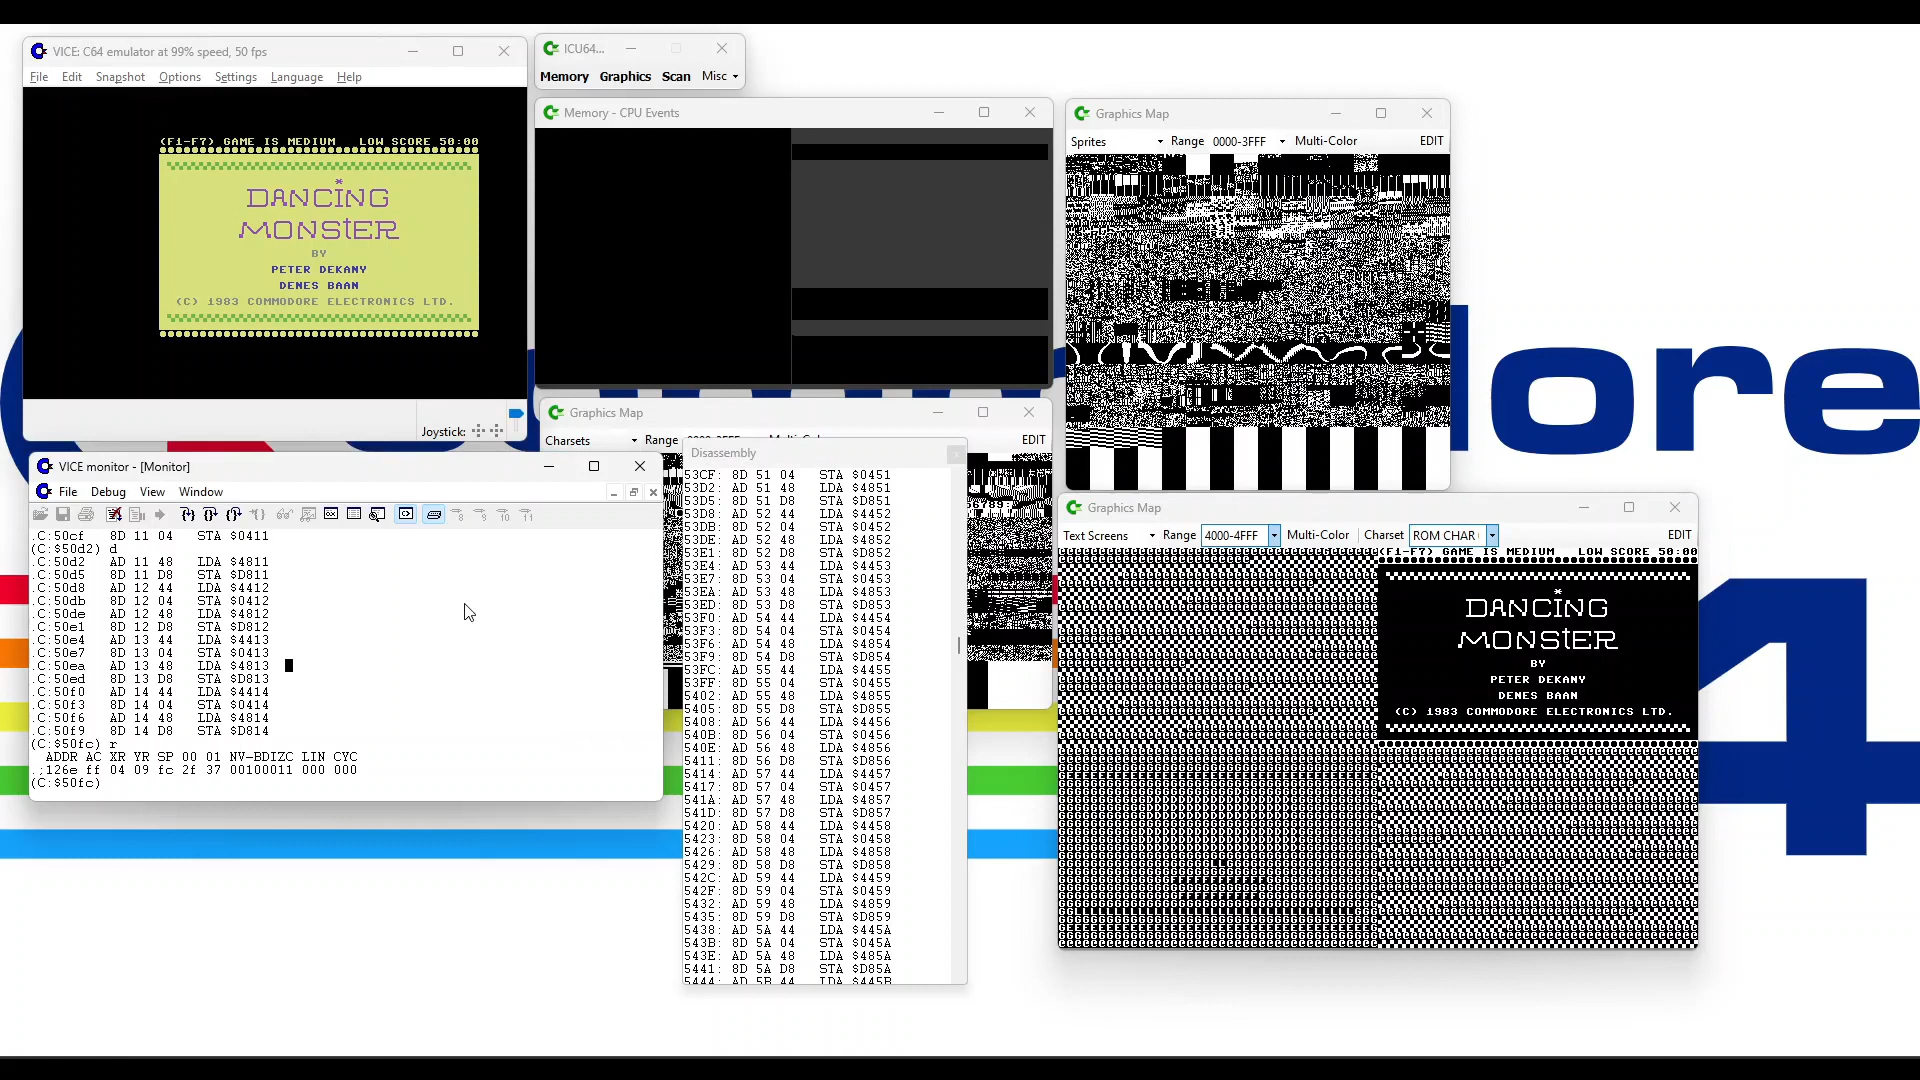 VICE: C64 emulator at 99% speed, 50 fps
File Edit Snapshot Options Settings Language Help
(F1-F7) GAME IS MEDIUM LOW SCORE 50:00
DANCING
MONSTER
BY
PETER DEKANY
DENES BAAN
(C) 1983 COMMODORE ELECTRONICS LTD.
Joystick:
ICU64...
Memory Graphics Scan Misc
Memory - CPU Events
Graphics Map
Sprites Range 0000-3FFF Multi-Color EDIT
Graphics Map
Charsets Range EDIT
VICE monitor - [Monitor]
File Debug View Window
.C:50cf 8D 11 04 STA $0411
(C:$50d2) d
.C:50d2 AD 11 48 LDA $4811
.C:50d5 8D 11 D8 STA $D811
.C:50d8 AD 12 44 LDA $4412
.C:50db 8D 12 04 STA $0412
.C:50de AD 12 48 LDA $4812
.C:50e1 8D 12 D8 STA $D812
.C:50e4 AD 13 44 LDA $4413
.C:50e7 8D 13 04 STA $0413
.C:50ea AD 13 48 LDA $4813
.C:50ed 8D 13 D8 STA $D813
.C:50f0 AD 14 44 LDA $4414
.C:50f3 8D 14 04 STA $0414
.C:50f6 AD 14 48 LDA $4814
.C:50f9 8D 14 D8 STA $D814
(C:$50fc) r
ADDR AC XR YR SP 00 01 NV-BDIZC LIN CYC
.;126e ff 04 09 fc 2f 37 00100011 000 000
(C:$50fc)
Disassembly
53CF: 8D 51 04 STA $0451
53D2: AD 51 48 LDA $4851
53D5: 8D 51 D8 STA $D851
53D8: AD 52 44 LDA $4452
53DB: 8D 52 04 STA $0452
53DE: AD 52 48 LDA $4852
53E1: 8D 52 D8 STA $D852
53E4: AD 53 44 LDA $4453
53E7: 8D 53 04 STA $0453
53EA: AD 53 48 LDA $4853
53ED: 8D 53 D8 STA $D853
53F0: AD 54 44 LDA $4454
53F3: 8D 54 04 STA $0454
53F6: AD 54 48 LDA $4854
53F9: 8D 54 D8 STA $D854
53FC: AD 55 44 LDA $4455
53FF: 8D 55 04 STA $0455
5402: AD 55 48 LDA $4855
5405: 8D 55 D8 STA $D855
5408: AD 56 44 LDA $4456
540B: 8D 56 04 STA $0456
540E: AD 56 48 LDA $4856
5411: 8D 56 D8 STA $D856
5414: AD 57 44 LDA $4457
5417: 8D 57 04 STA $0457
541A: AD 57 48 LDA $4857
541D: 8D 57 D8 STA $D857
5420: AD 58 44 LDA $4458
5423: 8D 58 04 STA $0458
5426: AD 58 48 LDA $4858
5429: 8D 58 D8 STA $D858
542C: AD 59 44 LDA $4459
542F: 8D 59 04 STA $0459
5432: AD 59 48 LDA $4859
5435: 8D 59 D8 STA $D859
5438: AD 5A 44 LDA $445A
543B: 8D 5A 04 STA $045A
543E: AD 5A 48 LDA $485A
5441: 8D 5A D8 STA $D85A
5444: AD 5B 44 LDA $445B
Graphics Map
Text Screens Range 4000-4FFF Multi-Color Charset ROM CHAR EDIT
(F1-F7) GAME IS MEDIUM LOW SCORE 50:00
DANCING
MONSTER
BY
PETER DEKANY
DENES BAAN
(C) 1983 COMMODORE ELECTRONICS LTD.
ore
4